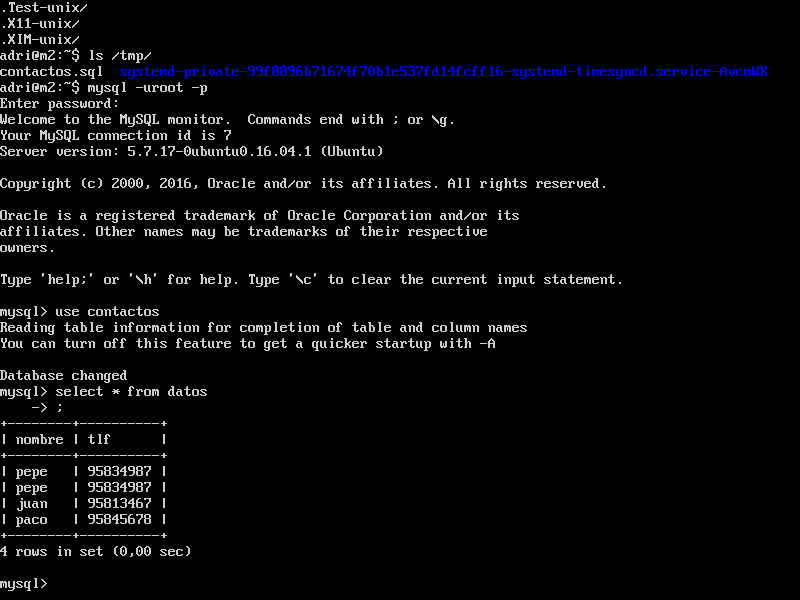 .Test-unix/
.X11-unix/
.XIM-unix/
adri@m2:~$ ls /tmp/
contactos.sql  systemd-private-99f8896b71674f70b1e537fd14fcff16-systemd-timesyncd.service-AvcmWK
adri@m2:~$ mysql -uroot -p
Enter password:
Welcome to the MySQL monitor.  Commands end with ; or \g.
Your MySQL connection id is 7
Server version: 5.7.17-0ubuntu0.16.04.1 (Ubuntu)

Copyright (c) 2000, 2016, Oracle and/or its affiliates. All rights reserved.

Oracle is a registered trademark of Oracle Corporation and/or its
affiliates. Other names may be trademarks of their respective
owners.

Type 'help;' or '\h' for help. Type '\c' to clear the current input statement.

mysql> use contactos
Reading table information for completion of table and column names
You can turn off this feature to get a quicker startup with -A

Database changed
mysql> select * from datos
    -> ;
+--------+----------+
| nombre | tlf      |
+--------+----------+
| pepe   | 95834987 |
| pepe   | 95834987 |
| juan   | 95813467 |
| paco   | 95845678 |
+--------+----------+
4 rows in set (0,00 sec)

mysql>